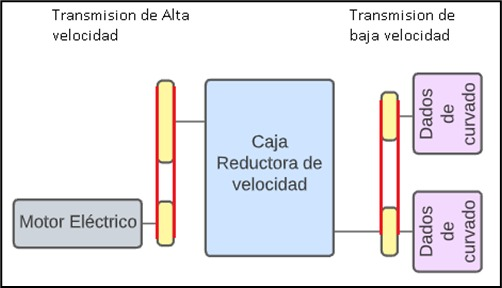 Transmision de Alta
velocidad
Transmision de
baja velocidad
Caja
Reductora de
velocidad
Motor Eléctrico
Dados
de
curvado
Dados
de
curvado